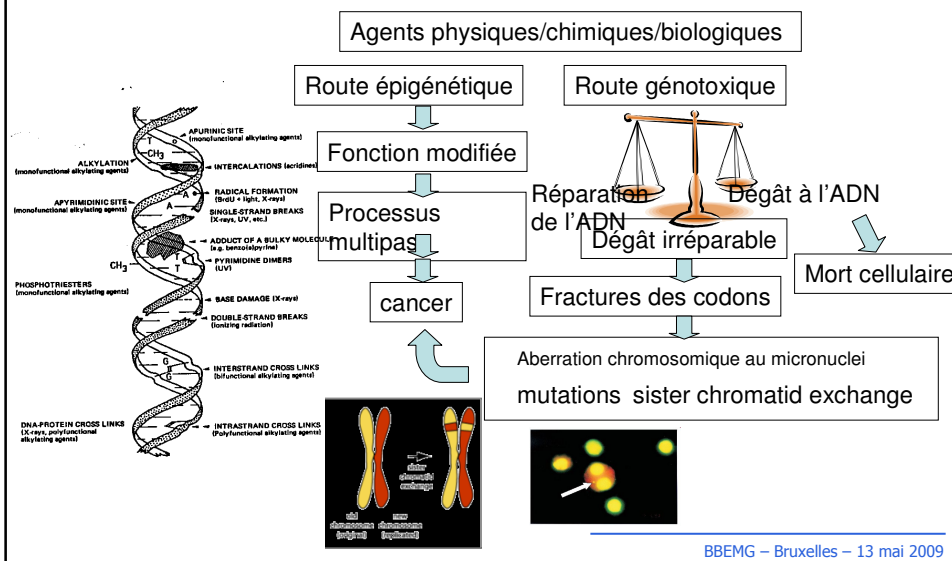 Agents physiques/chimiques/biologiques
Route épigénétique
Route génotoxique
Fonction modifiée
Processus
multipas
cancer
Réparation
de l'ADN
Dégât à l'ADN
Dégât irréparable
Mort cellulaire
Fractures des codons
Aberration chromosomique au micronuclei
mutations sister chromatid exchange
APURINIC SITE
(monofunctional alkylating agents)
T
CH3
ALKYLATION
(monofunctional alkylating agents)
INTERCALATIONS (acridines)
A
RADICAL FORMATION
(BrdU + light, X-rays)
APYRIMIDINIC SITE
(monofunctional alkylating agents)
A
SINGLE-STRAND BREAKS
(X-rays, UV, etc.)
ADDUCT OF A BULKY MOLECULE
(e.g. benzo(a)pyrine)
T
CH3
T
PYRIMIDINE DIMERS
(UV)
PHOSPHOTRIESTERS
(monofunctional alkylating agents)
BASE DAMAGE (X-rays)
DOUBLE-STRAND BREAKS
(ionizing radiation)
G
G
INTERSTRAND CROSS LINKS
(bifunctional alkylating agents)
DNA-PROTEIN CROSS LINKS
(X-rays, polyfunctional
alkylating agents)
INTRASTRAND CROSS LINKS
(Polyfunctional alkylating agents)
sister
chromatid
exchange
old
chromosome
(original)
new
chromosome
(replicated)
BBEMG – Bruxelles – 13 mai 2009